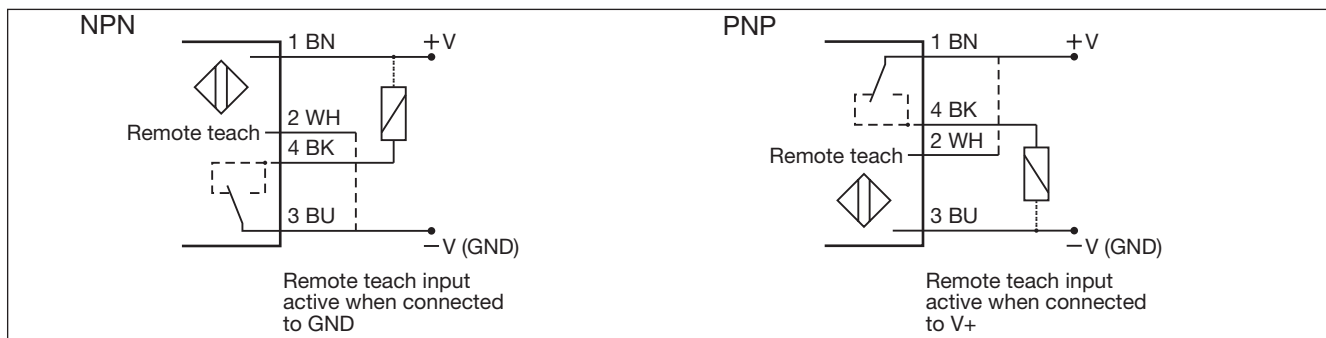 NPN
1 BN
+V
2 WH
Remote teach
4 BK
3 BU
−V (GND)
Remote teach input
active when connected
to GND
PNP
1 BN
+V
4 BK
2 WH
Remote teach
3 BU
−V (GND)
Remote teach input
active when connected
to V+